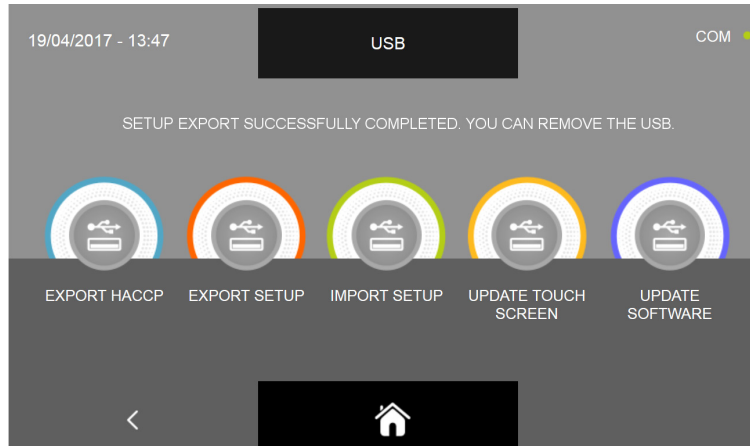 19/04/2017 - 13:47
USB
COM
SETUP EXPORT SUCCESSFULLY COMPLETED. YOU CAN REMOVE THE USB.
EXPORT HACCP
EXPORT SETUP
IMPORT SETUP
UPDATE TOUCH
SCREEN
UPDATE
SOFTWARE